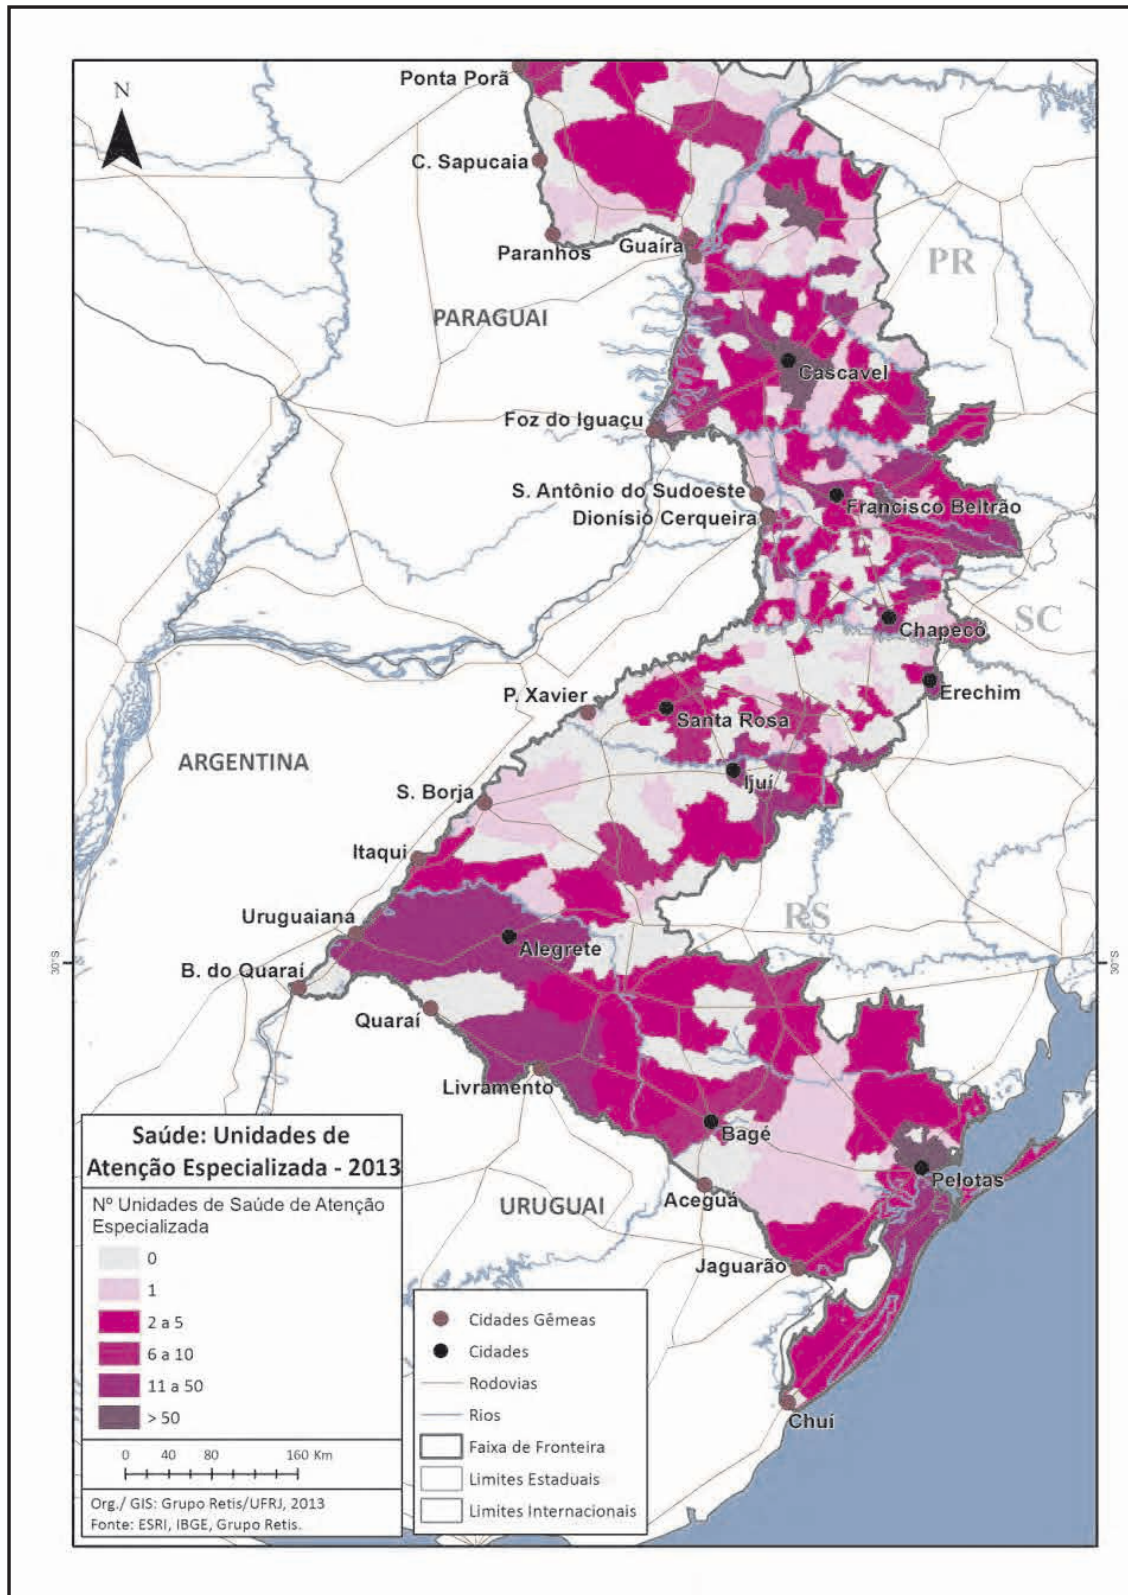 N
Ponta Porã
C. Sapucaia
Paranhos
Guaíra
PR
PARAGUAI
Cascavel
Foz do Iguaçu
S. Antônio do Sudoeste
Francisco Beltrão
Dionísio Cerqueira
SC
Chapecó
Erechim
P. Xavier
Santa Rosa
ARGENTINA
Ijuí
S. Borja
Itaqui
RS
Uruguaiana
Alegrete
30°S
30°S
B. do Quaraí
Quaraí
Livramento
Bagé
Pelotas
Aceguá
URUGUAI
Jaguarão
Chuí
Saúde: Unidades de
Atenção Especializada - 2013
Nº Unidades de Saúde de Atenção
Especializada
0
1
2 a 5
6 a 10
11 a 50
> 50
0 40 80 160 Km
Org./ GIS: Grupo Retis/UFRJ, 2013
Fonte: ESRI, IBGE, Grupo Retis.
Cidades Gêmeas
Cidades
Rodovias
Rios
Faixa de Fronteira
Limites Estaduais
Limites Internacionais